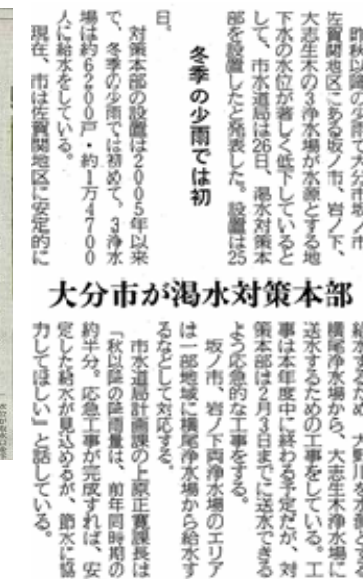 大分市が渇水対策本部
冬季の少雨では初
昨秋以降の少雨で大分市坂ノ市、
佐賀関地区にある坂ノ市、岩ノ下、
大志生木の3浄水場が水源とする地
下水の水位が著しく低下していると
して、市水道局は26日、渇水対策本
部を設置したと発表した。設置は25
日。
対策本部の設置は2005年以来
で、冬季の少雨では初めて。3浄水
場は約6200戸・約1万4700
人に給水をしている。
現在、市は佐賀関地区に安定的に
給水するため、大野川を水源とする
横尾浄水場から、大志生木浄水場に
送水するための工事をしている。工
事は本年度中に終わる予定だが、対
策本部は2月3日までに送水できる
よう応急的な工事をする。
坂ノ市、岩ノ下両浄水場のエリア
は一部地域に横尾浄水場から給水す
るなどして対応する。
市水道局計画課の上原正寛課長は
「秋以降の降雨量は、前年同時期の
約半分。応急工事が完成すれば、安
定した給水が見込めるが、節水に協
力してほしい」と話している。